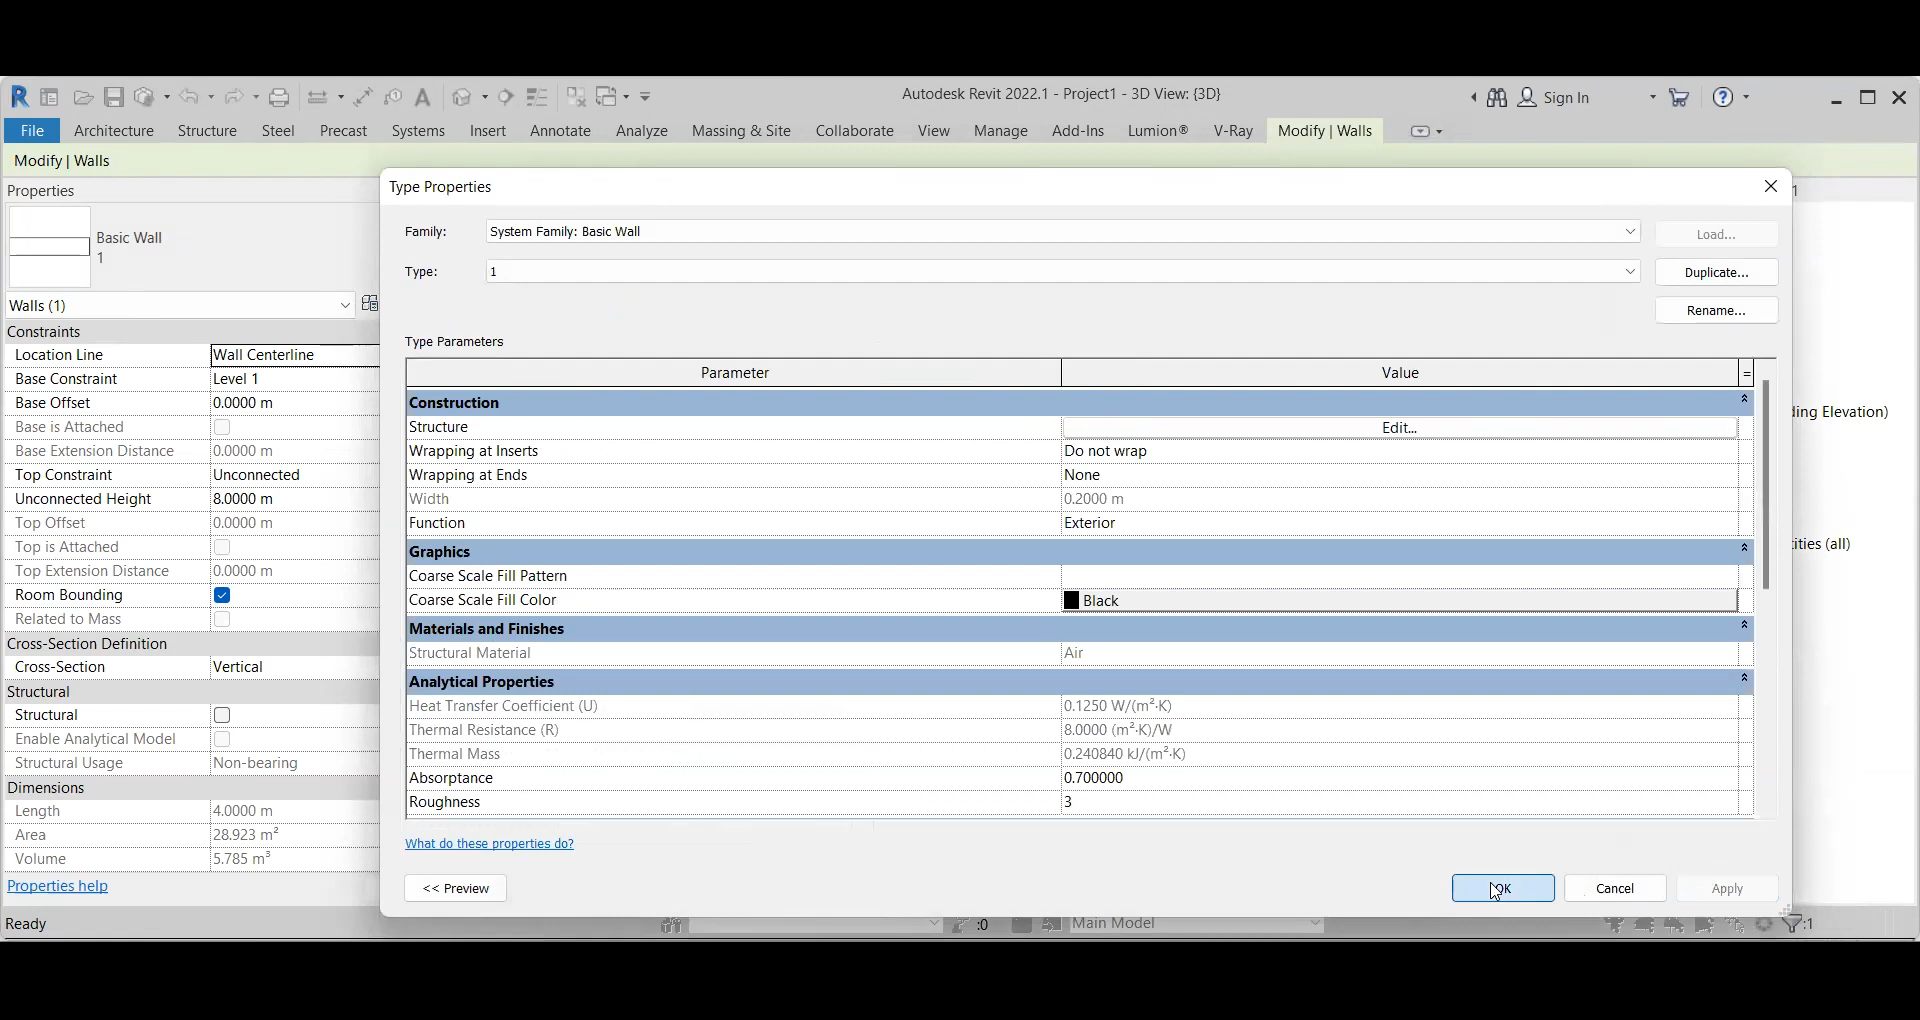 Autodesk Revit 2022.1 - Project1 - 3D View: {3D}
Sign In
File Architecture Structure Steel Precast Systems Insert Annotate Analyze Massing & Site Collaborate View Manage Add-Ins Lumion® V-Ray Modify | Walls
Modify | Walls
Properties
Basic Wall
1
Walls (1)
Constraints
Location Line Wall Centerline
Base Constraint Level 1
Base Offset 0.0000 m
Base is Attached
Base Extension Distance 0.0000 m
Top Constraint Unconnected
Unconnected Height 8.0000 m
Top Offset 0.0000 m
Top is Attached
Top Extension Distance 0.0000 m
Room Bounding
Related to Mass
Cross-Section Definition
Cross-Section Vertical
Structural
Structural
Enable Analytical Model
Structural Usage Non-bearing
Dimensions
Length 4.0000 m
Area 28.923 m²
Volume 5.785 m³
Properties help
Type Properties
Family: System Family: Basic Wall Load...
Type: 1 Duplicate...
Rename...
Type Parameters
Parameter Value =
Construction
Structure Edit...
Wrapping at Inserts Do not wrap
Wrapping at Ends None
Width 0.2000 m
Function Exterior
Graphics
Coarse Scale Fill Pattern
Coarse Scale Fill Color Black
Materials and Finishes
Structural Material Air
Analytical Properties
Heat Transfer Coefficient (U) 0.1250 W/(m²·K)
Thermal Resistance (R) 8.0000 (m²·K)/W
Thermal Mass 0.240840 kJ/(m²·K)
Absorptance 0.700000
Roughness 3
What do these properties do?
<< Preview OK Cancel Apply
1
ding Elevation)
ities (all)
Ready :0 Main Model :1